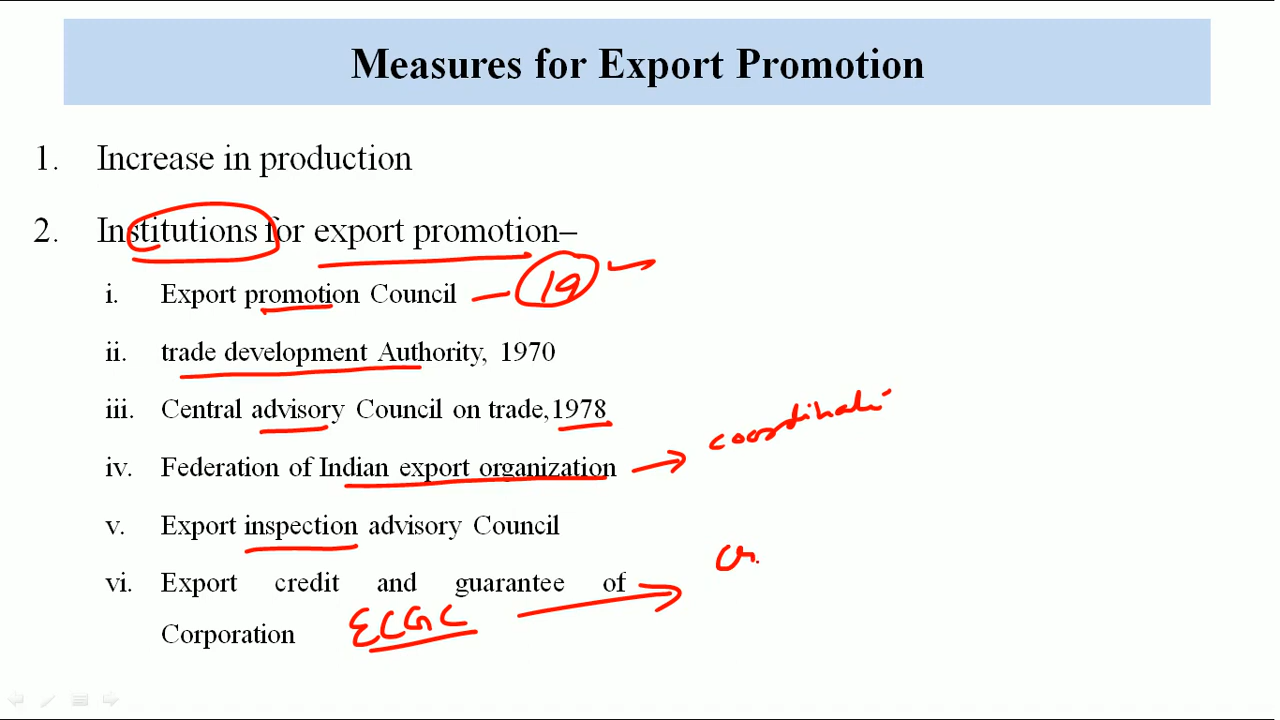 Measures for Export Promotion
1. Increase in production
2. Institutions for export promotion–
i. Export promotion Council — 19
ii. trade development Authority, 1970
iii. Central advisory Council on trade,1978
iv. Federation of Indian export organization →
v. Export inspection advisory Council
vi. Export credit and guarantee of →
Corporation ECGC